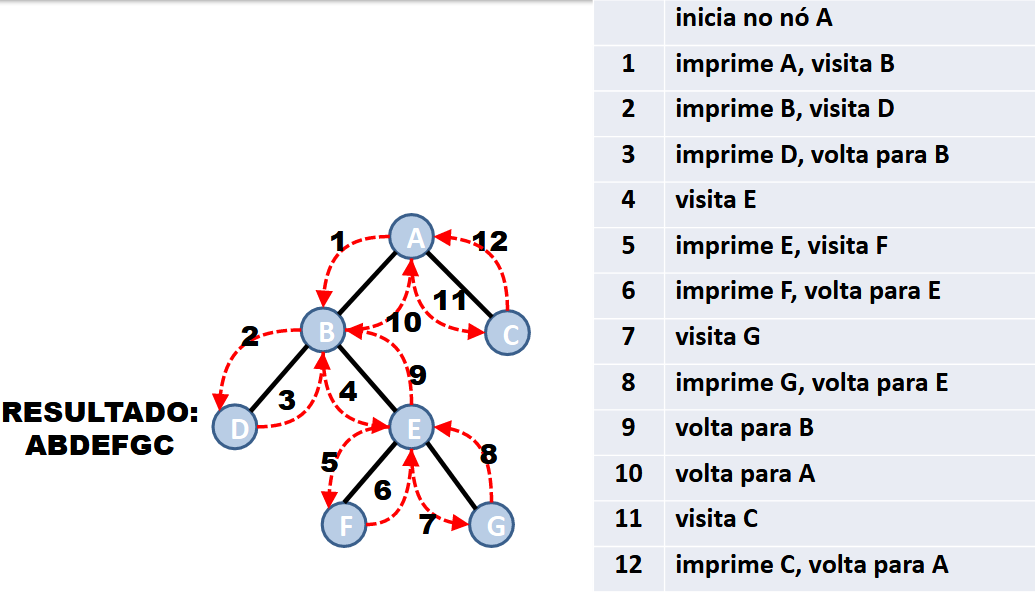 inicia no nó A
1 imprime A, visita B
2 imprime B, visita D
3 imprime D, volta para B
4 visita E
5 imprime E, visita F
6 imprime F, volta para E
7 visita G
8 imprime G, volta para E
9 volta para B
10 volta para A
11 visita C
12 imprime C, volta para A
A
1
12
11
10
B
C
2
9
3
4
RESULTADO:
ABDEFGC
D
E
5
8
6
7
F
G